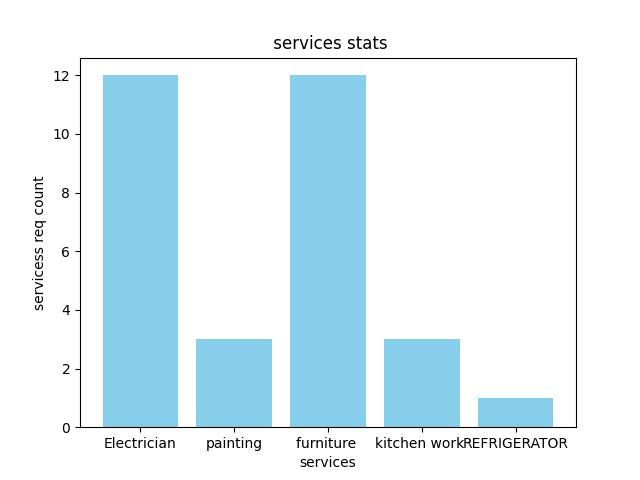 services stats
servicess req count
12
10
8
6
4
2
0
Electrician painting furniture kitchen work REFRIGERATOR
services